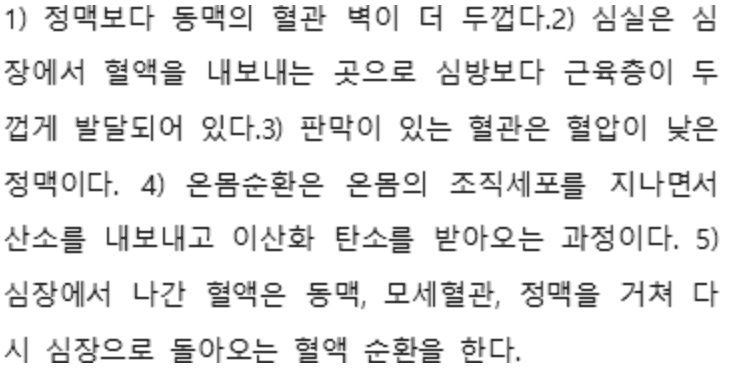 1) 정맥보다 동맥의 혈관 벽이 더 두껍다.2) 심실은 심
장에서 혈액을 내보내는 곳으로 심방보다 근육층이 두
껍게 발달되어 있다.3) 판막이 있는 혈관은 혈압이 낮은
정맥이다. 4) 온몸순환은 온몸의 조직세포를 지나면서
산소를 내보내고 이산화 탄소를 받아오는 과정이다. 5)
심장에서 나간 혈액은 동맥, 모세혈관, 정맥을 거쳐 다
시 심장으로 돌아오는 혈액 순환을 한다.